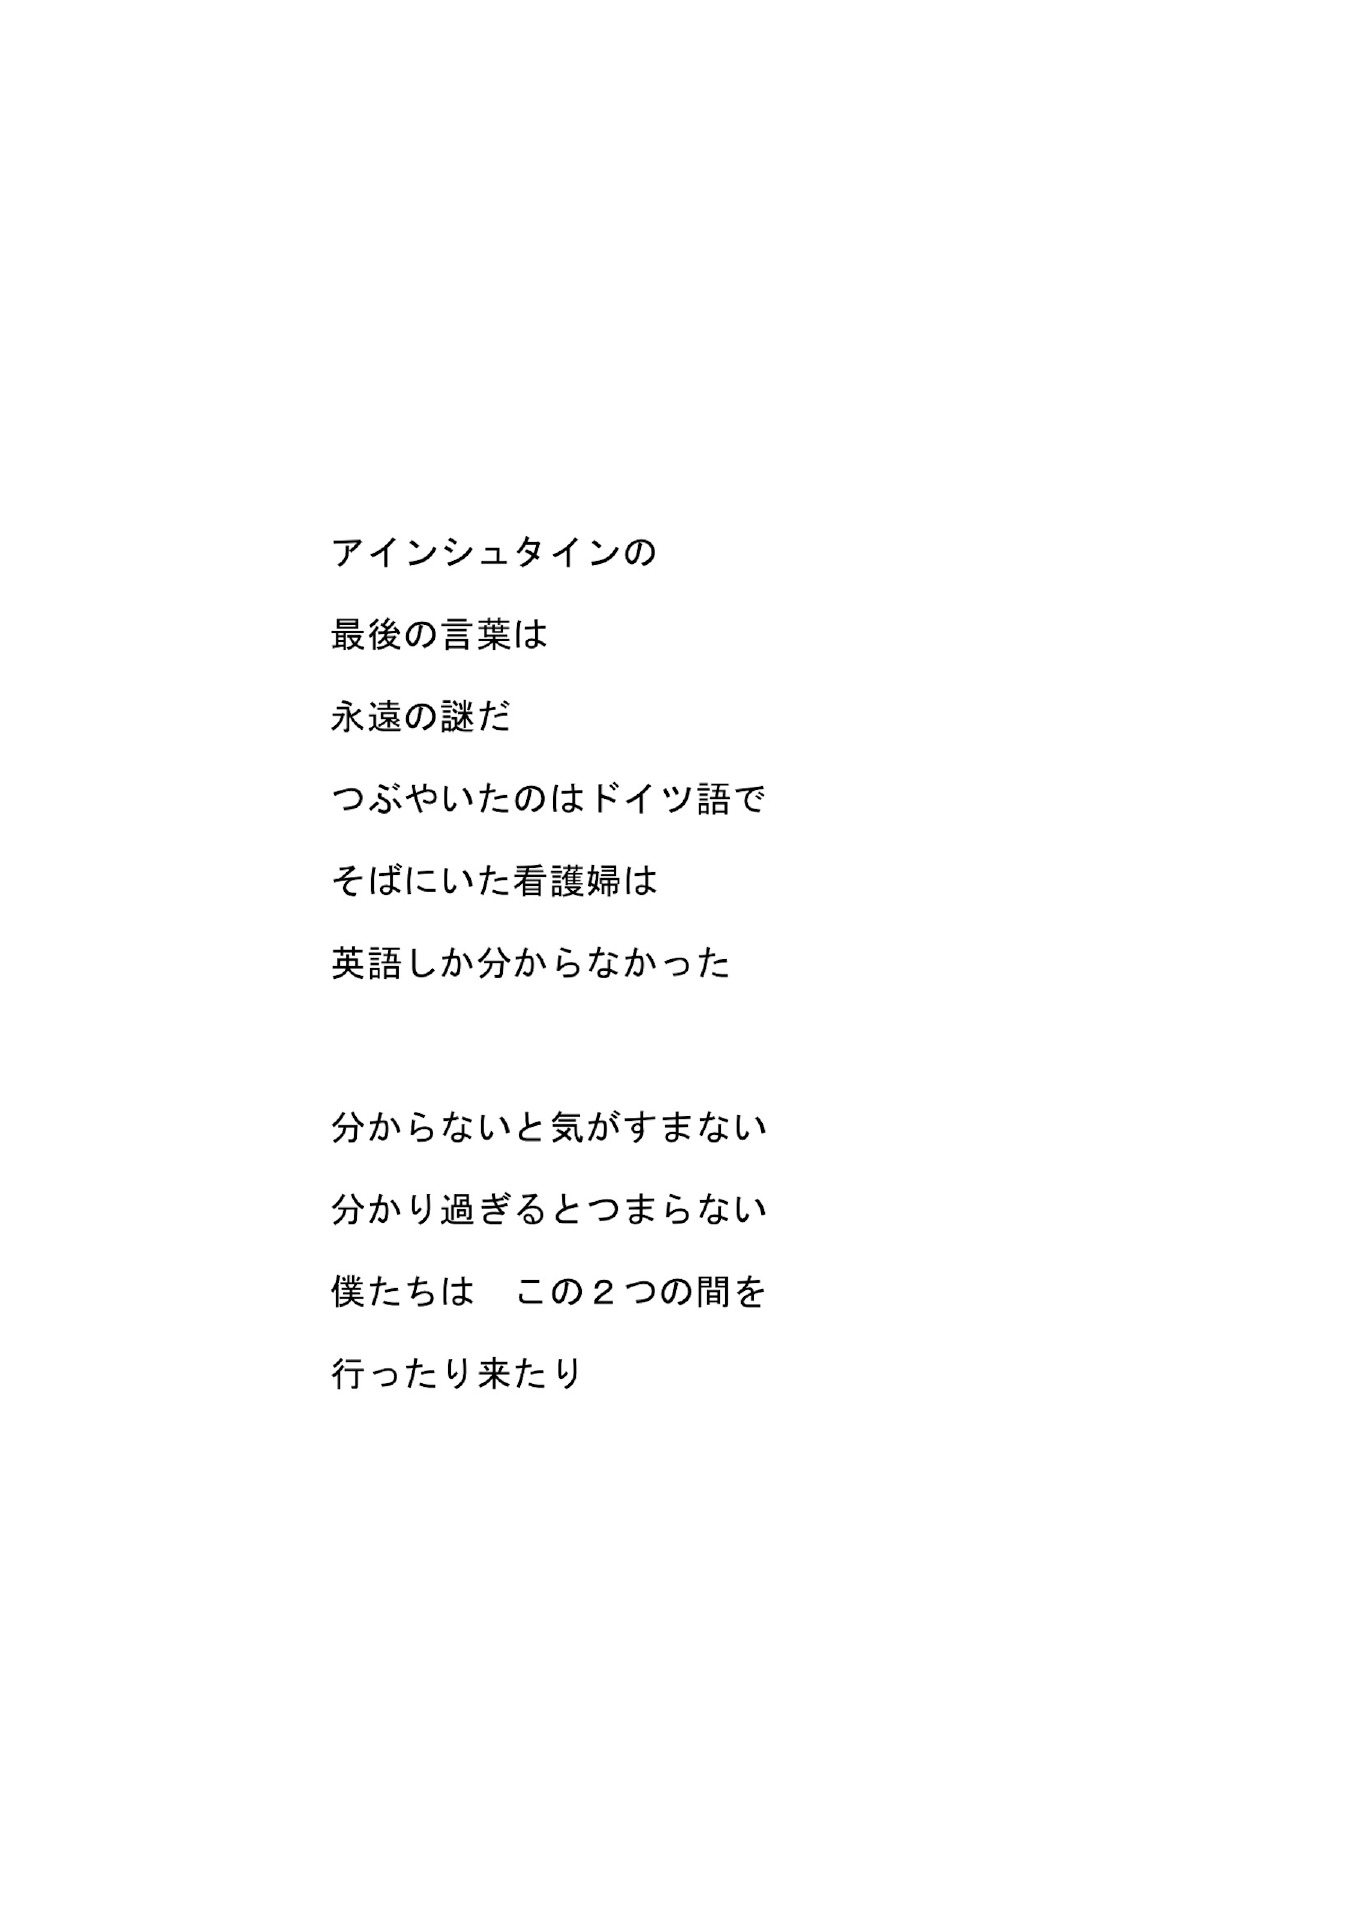 アインシュタインの
最後の言葉は
永遠の謎だ
つぶやいたのはドイツ語で
そばにいた看護婦は
英語しか分からなかった
分からないと気がすまない
分かり過ぎるとつまらない
僕たちは　この２つの間を
行ったり来たり